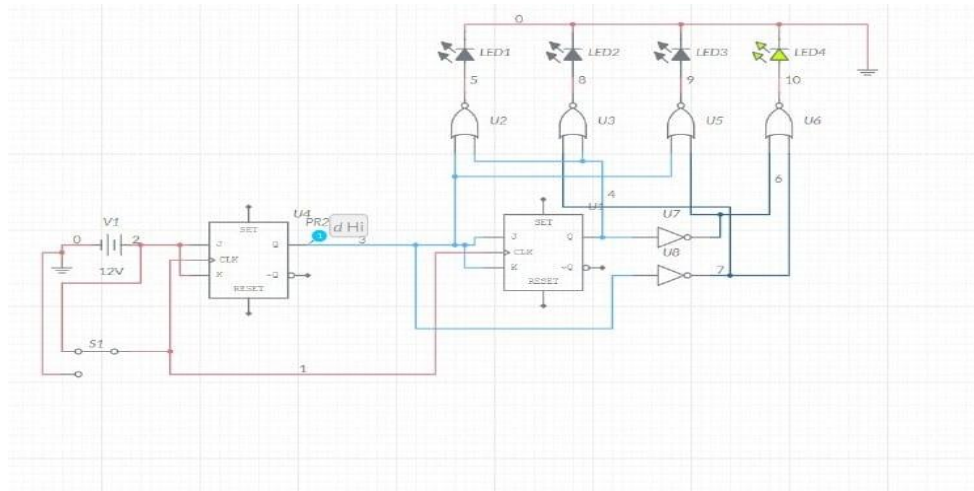 0
LED1 LED2 LED3 LED4
5 8 9 10
U2 U3 U5 U6
6
4
V1 U4 PR2 d Hi U1 U7
0 2 J SET Q 3 J SET Q
CLK CLK U8
12V K ~Q K ~Q 7
RESET RESET
S1
1